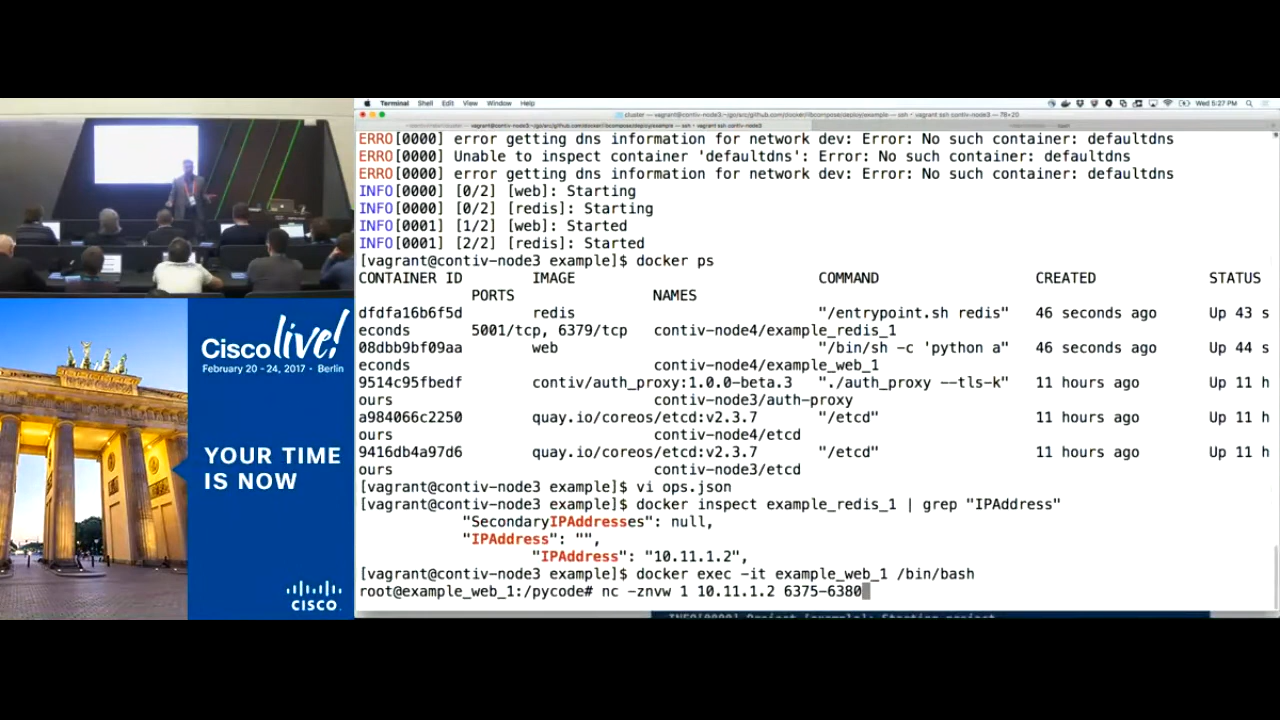 Terminal Shell Edit View Window Help
Wed 5:27 PM
ERRO[0000] error getting dns information for network dev: Error: No such container: defaultdns
ERRO[0000] Unable to inspect container 'defaultdns': Error: No such container: defaultdns
ERRO[0000] error getting dns information for network dev: Error: No such container: defaultdns
INFO[0000] [0/2] [web]: Starting
INFO[0000] [0/2] [redis]: Starting
INFO[0001] [1/2] [web]: Started
INFO[0001] [2/2] [redis]: Started
[vagrant@contiv-node3 example]$ docker ps
CONTAINER ID IMAGE COMMAND CREATED STATUS
PORTS NAMES
dfdfa16b6f5d redis "/entrypoint.sh redis" 46 seconds ago Up 43 s
econds 5001/tcp, 6379/tcp contiv-node4/example_redis_1
08dbb9bf09aa web "/bin/sh -c 'python a" 46 seconds ago Up 44 s
econds contiv-node4/example_web_1
9514c95fbedf contiv/auth_proxy:1.0.0-beta.3 "./auth_proxy --tls-k" 11 hours ago Up 11 h
ours contiv-node3/auth-proxy
a984066c2250 quay.io/coreos/etcd:v2.3.7 "/etcd" 11 hours ago Up 11 h
ours contiv-node4/etcd
9416db4a97d6 quay.io/coreos/etcd:v2.3.7 "/etcd" 11 hours ago Up 11 h
ours contiv-node3/etcd
[vagrant@contiv-node3 example]$ vi ops.json
[vagrant@contiv-node3 example]$ docker inspect example_redis_1 | grep "IPAddress"
"SecondaryIPAddresses": null,
"IPAddress": "",
"IPAddress": "10.11.1.2",
[vagrant@contiv-node3 example]$ docker exec -it example_web_1 /bin/bash
root@example_web_1:/pycode# nc -znvw 1 10.11.1.2 6375-6380
Cisco live!
February 20 - 24, 2017 • Berlin
YOUR TIME
IS NOW
CISCO